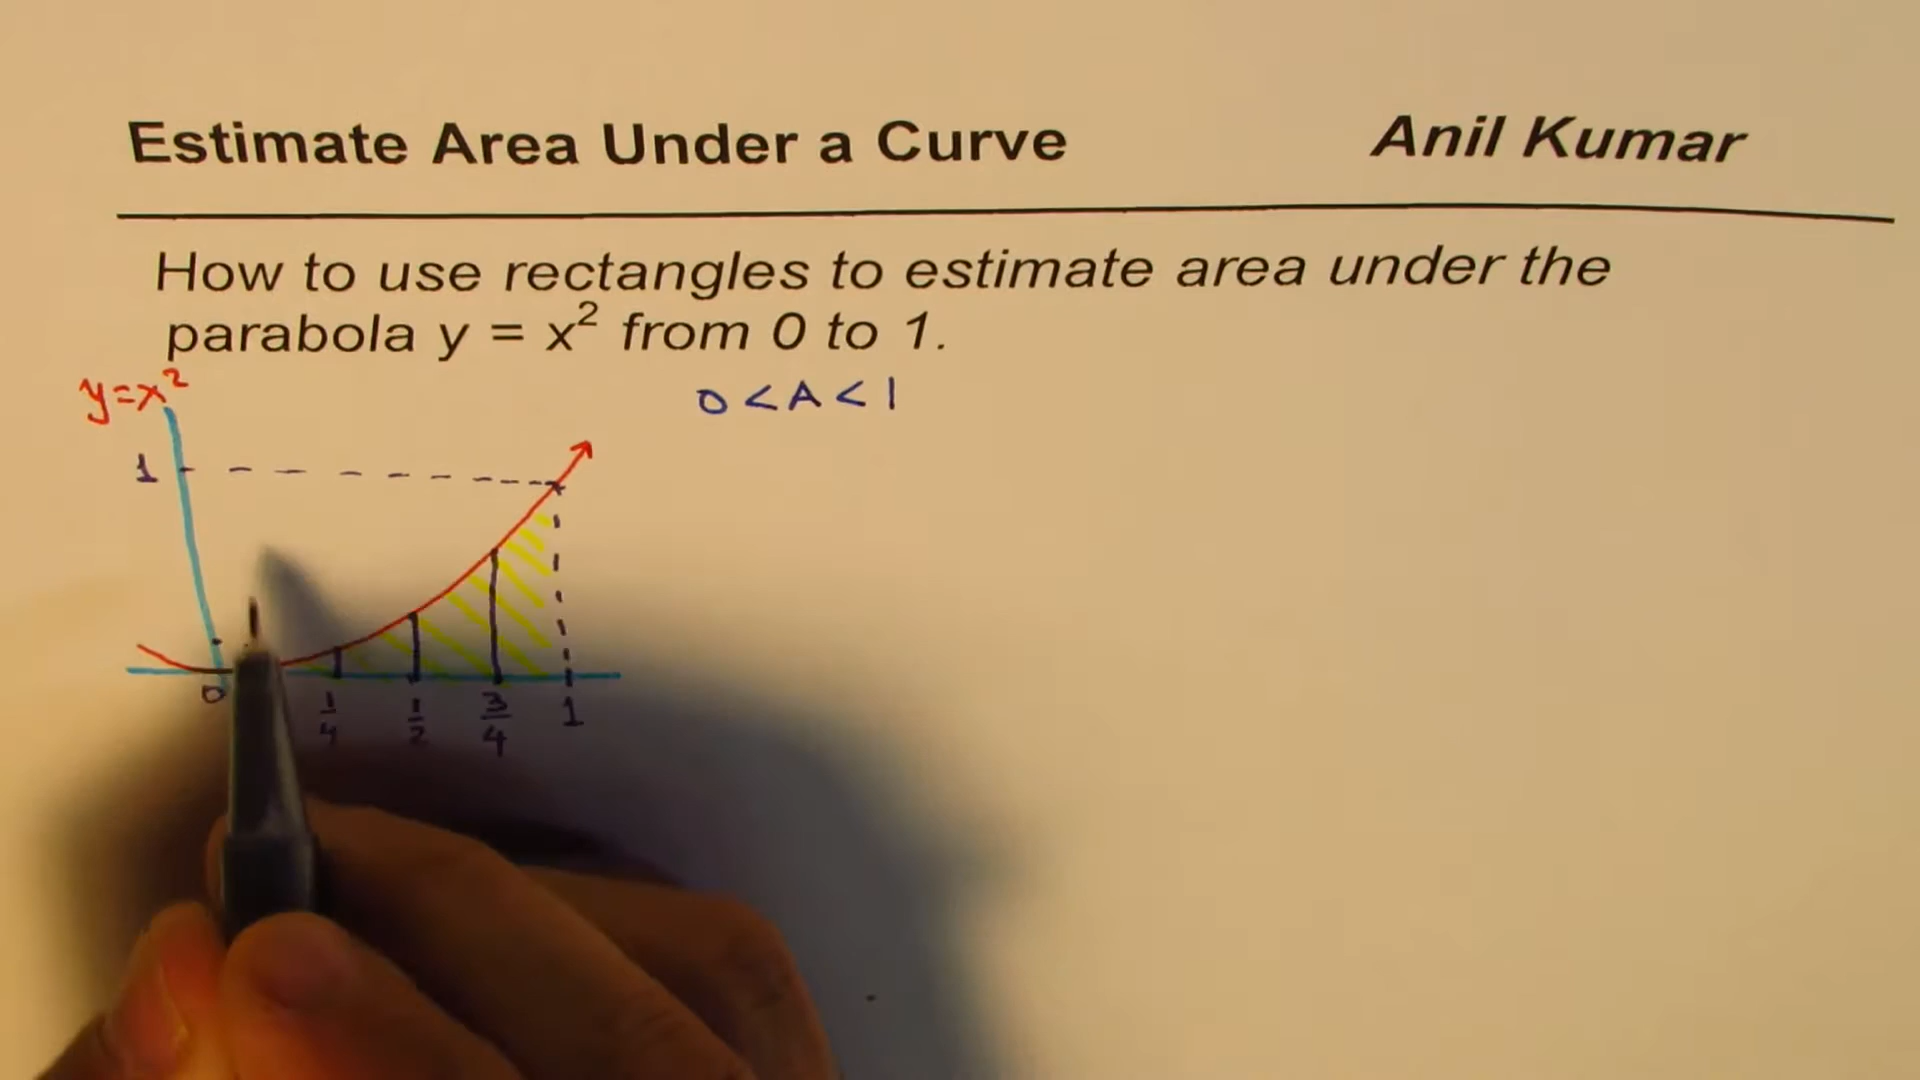 Estimate Area Under a Curve Anil Kumar
How to use rectangles to estimate area under the
parabola y = x² from 0 to 1.
y=x²
0 < A < 1
1
0 1/4 1/2 3/4 1